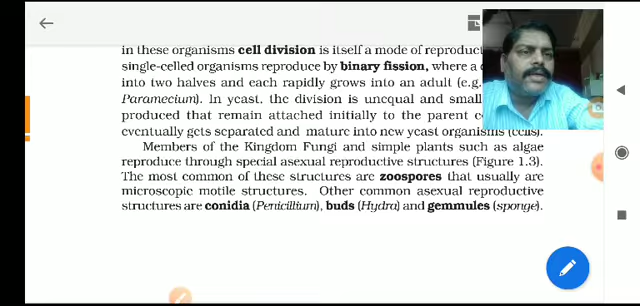 in these organisms cell division is itself a mode of reproduct
single-celled organisms reproduce by binary fission, where a
into two halves and each rapidly grows into an adult (e.g.
Paramecium). In yeast, the division is unequal and small
produced that remain attached initially to the parent
eventually gets separated and mature into new yeast organisms (cells).
Members of the Kingdom Fungi and simple plants such as algae
reproduce through special asexual reproductive structures (Figure 1.3).
The most common of these structures are zoospores that usually are
microscopic motile structures. Other common asexual reproductive
structures are conidia (Penicillium), buds (Hydra) and gemmules (sponge).